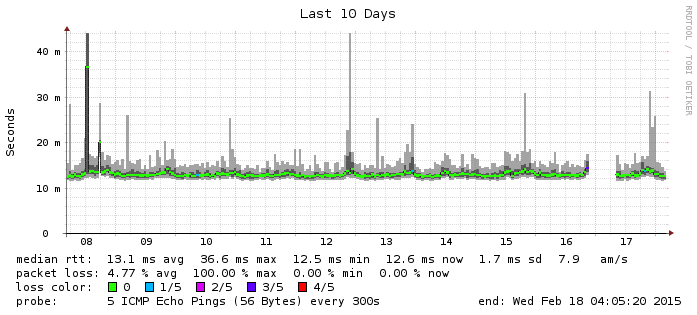 Last 10 Days
RRDTOOL / TOBI OETIKER
Seconds
40 m
30 m
20 m
10 m
0
08 09 10 11 12 13 14 15 16 17
median rtt: 13.1 ms avg 36.6 ms max 12.5 ms min 12.6 ms now 1.7 ms sd 7.9 am/s
packet loss: 4.77 % avg 100.00 % max 0.00 % min 0.00 % now
loss color: 0 1/5 2/5 3/5 4/5
probe: 5 ICMP Echo Pings (56 Bytes) every 300s end: Wed Feb 18 04:05:20 2015